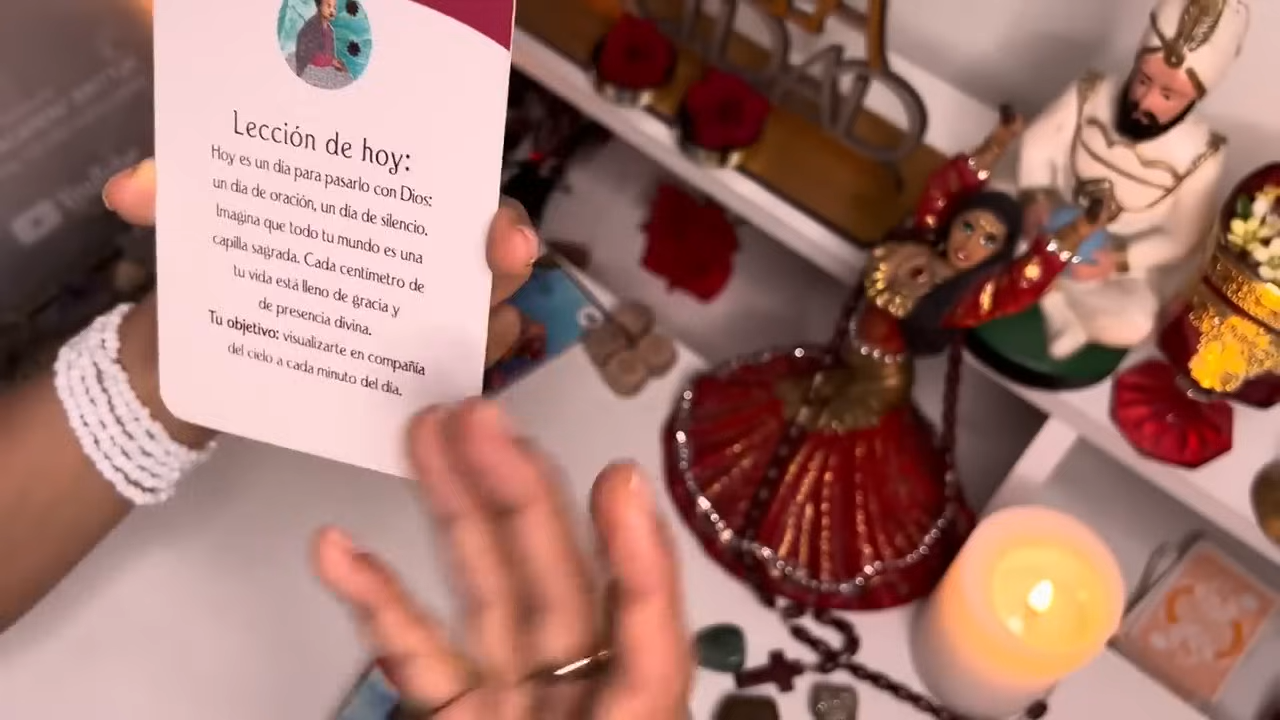 Lección de hoy:
Hoy es un día para pasarlo con Dios:
un día de oración, un día de silencio.
Imagina que todo tu mundo es una
capilla sagrada. Cada centímetro de
tu vida está lleno de gracia y
de presencia divina.
Tu objetivo: visualizarte en compañía
del cielo a cada minuto del día.